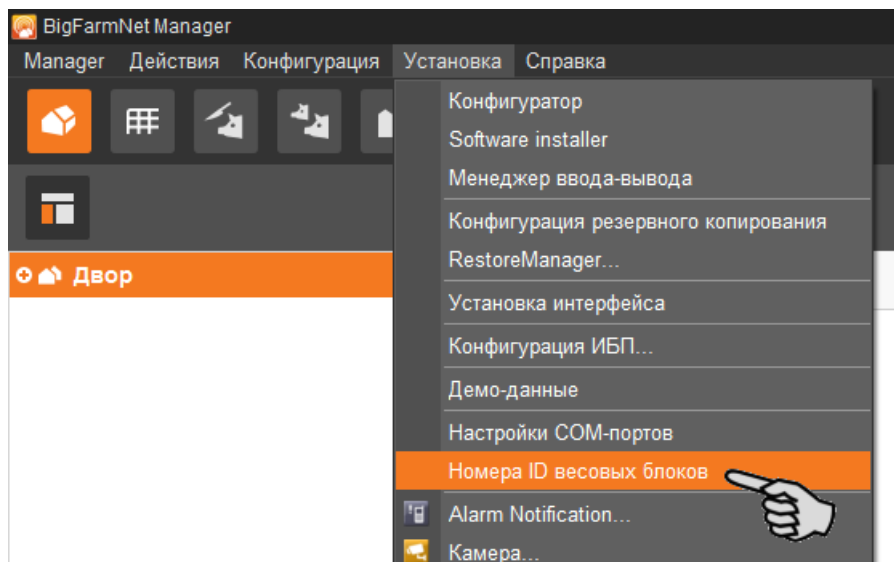 BigFarmNet Manager
Manager Действия Конфигурация Установка Справка
Конфигуратор
Software installer
Менеджер ввода-вывода
Конфигурация резервного копирования
RestoreManager...
Установка интерфейса
Конфигурация ИБП...
Демо-данные
Настройки COM-портов
Номера ID весовых блоков
Alarm Notification...
Камера...
Двор